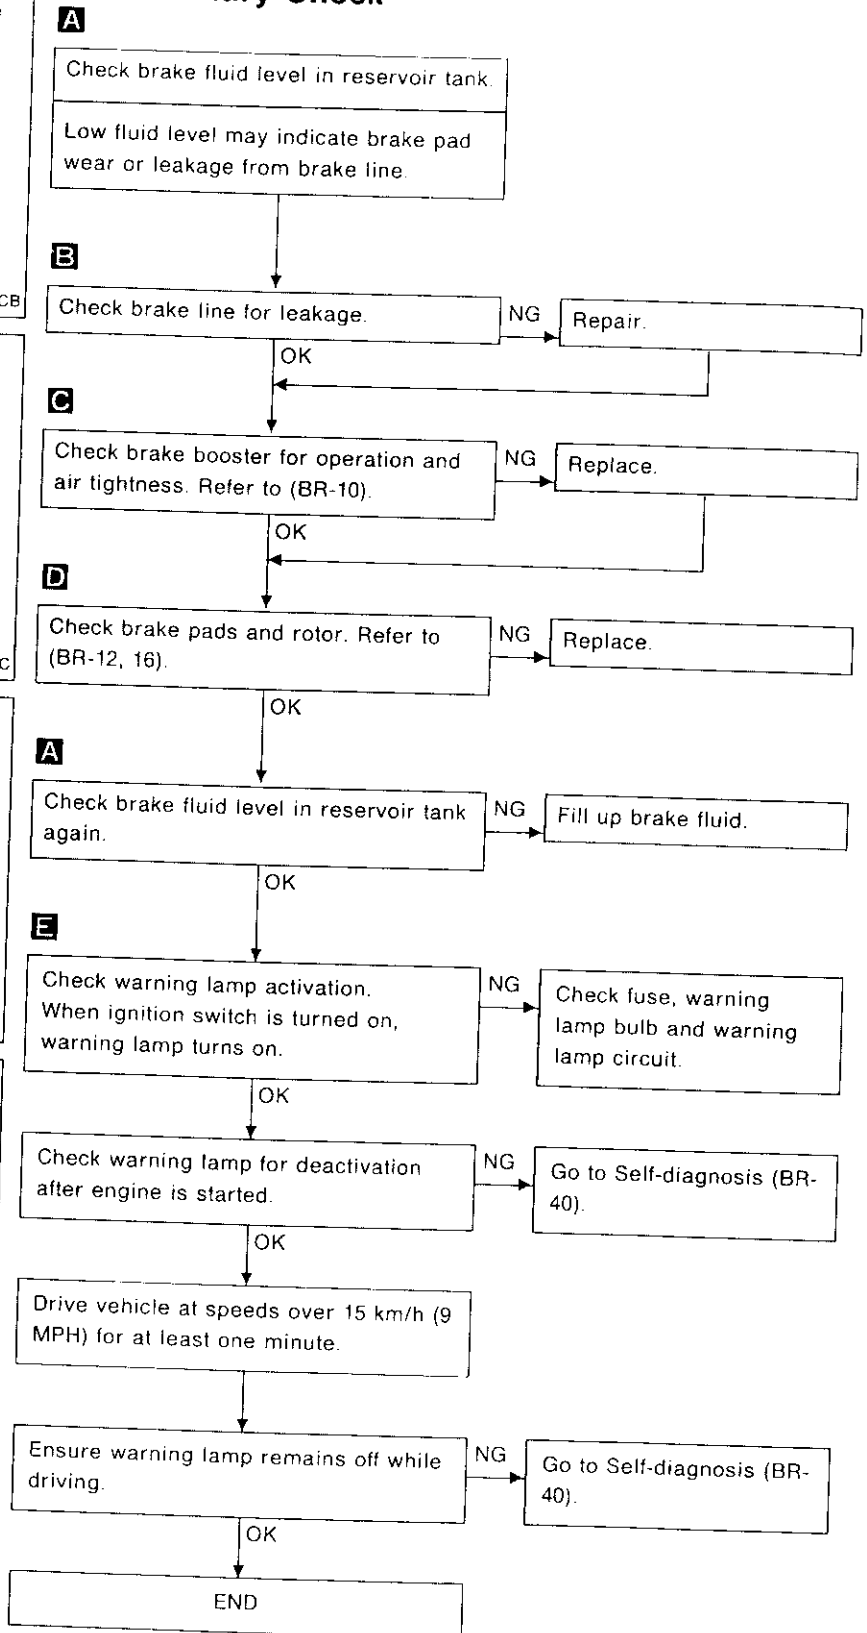 Check
A
Check brake fluid level in reservoir tank.
Low fluid level may indicate brake pad
wear or leakage from brake line.
B
CB
Check brake line for leakage.
NG
Repair.
OK
C
Check brake booster for operation and
air tightness. Refer to (BR-10).
NG
Replace.
OK
D
Check brake pads and rotor. Refer to
(BR-12, 16).
NG
Replace.
C
OK
A
Check brake fluid level in reservoir tank
again.
NG
Fill up brake fluid.
OK
E
Check warning lamp activation.
When ignition switch is turned on,
warning lamp turns on.
NG
Check fuse, warning
lamp bulb and warning
lamp circuit.
OK
Check warning lamp for deactivation
after engine is started.
NG
Go to Self-diagnosis (BR-
40).
OK
Drive vehicle at speeds over 15 km/h (9
MPH) for at least one minute.
Ensure warning lamp remains off while
driving.
NG
Go to Self-diagnosis (BR-
40).
OK
END